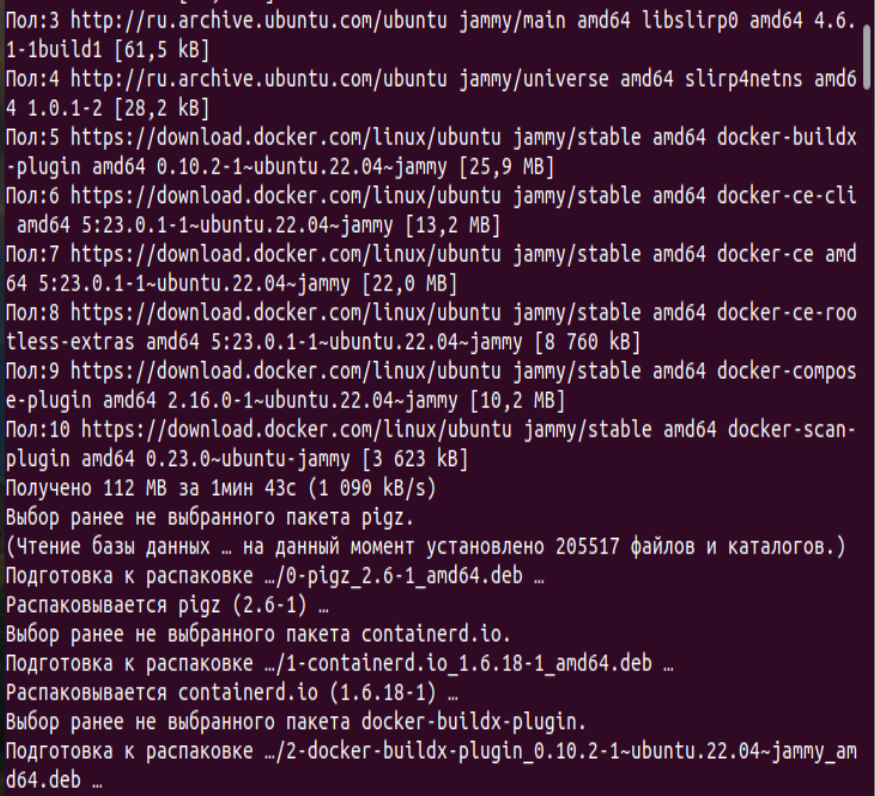 Пол:3 http://ru.archive.ubuntu.com/ubuntu jammy/main amd64 libslirp0 amd64 4.6.
1-1build1 [61,5 kB]
Пол:4 http://ru.archive.ubuntu.com/ubuntu jammy/universe amd64 slirp4netns amd6
4 1.0.1-2 [28,2 kB]
Пол:5 https://download.docker.com/linux/ubuntu jammy/stable amd64 docker-buildx
-plugin amd64 0.10.2-1~ubuntu.22.04~jammy [25,9 MB]
Пол:6 https://download.docker.com/linux/ubuntu jammy/stable amd64 docker-ce-cli
 amd64 5:23.0.1-1~ubuntu.22.04~jammy [13,2 MB]
Пол:7 https://download.docker.com/linux/ubuntu jammy/stable amd64 docker-ce amd
64 5:23.0.1-1~ubuntu.22.04~jammy [22,0 MB]
Пол:8 https://download.docker.com/linux/ubuntu jammy/stable amd64 docker-ce-roo
tless-extras amd64 5:23.0.1-1~ubuntu.22.04~jammy [8 760 kB]
Пол:9 https://download.docker.com/linux/ubuntu jammy/stable amd64 docker-compos
e-plugin amd64 2.16.0-1~ubuntu.22.04~jammy [10,2 MB]
Пол:10 https://download.docker.com/linux/ubuntu jammy/stable amd64 docker-scan-
plugin amd64 0.23.0~ubuntu-jammy [3 623 kB]
Получено 112 MB за 1мин 43с (1 090 kB/s)
Выбор ранее не выбранного пакета pigz.
(Чтение базы данных … на данный момент установлено 205517 файлов и каталогов.)
Подготовка к распаковке …/0-pigz_2.6-1_amd64.deb …
Распаковывается pigz (2.6-1) …
Выбор ранее не выбранного пакета containerd.io.
Подготовка к распаковке …/1-containerd.io_1.6.18-1_amd64.deb …
Распаковывается containerd.io (1.6.18-1) …
Выбор ранее не выбранного пакета docker-buildx-plugin.
Подготовка к распаковке …/2-docker-buildx-plugin_0.10.2-1~ubuntu.22.04~jammy_am
d64.deb …